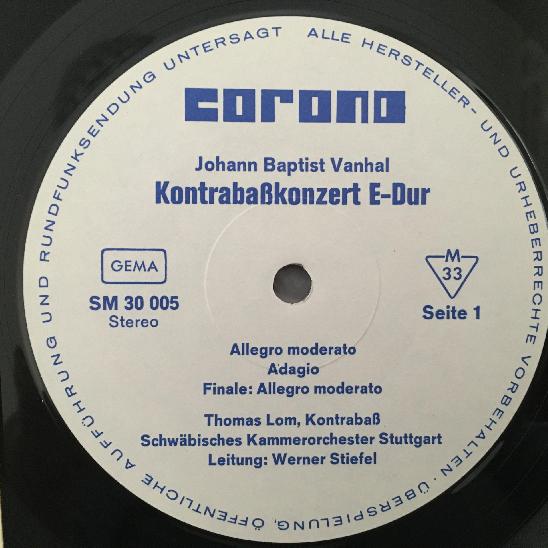 ALLE HERSTELLER- UND URHEBERRECHTE VORBEHALTEN · ÜBERSPIELUNG, ÖFFENTLICHE AUFFÜHRUNG UND RUNDFUNKSENDUNG UNTERSAGT
corona
Johann Baptist Vanhal
Kontrabaßkonzert E-Dur
GEMA
SM 30 005
Stereo
M
33
Seite 1
Allegro moderato
Adagio
Finale: Allegro moderato
Thomas Lom, Kontrabaß
Schwäbisches Kammerorchester Stuttgart
Leitung: Werner Stiefel